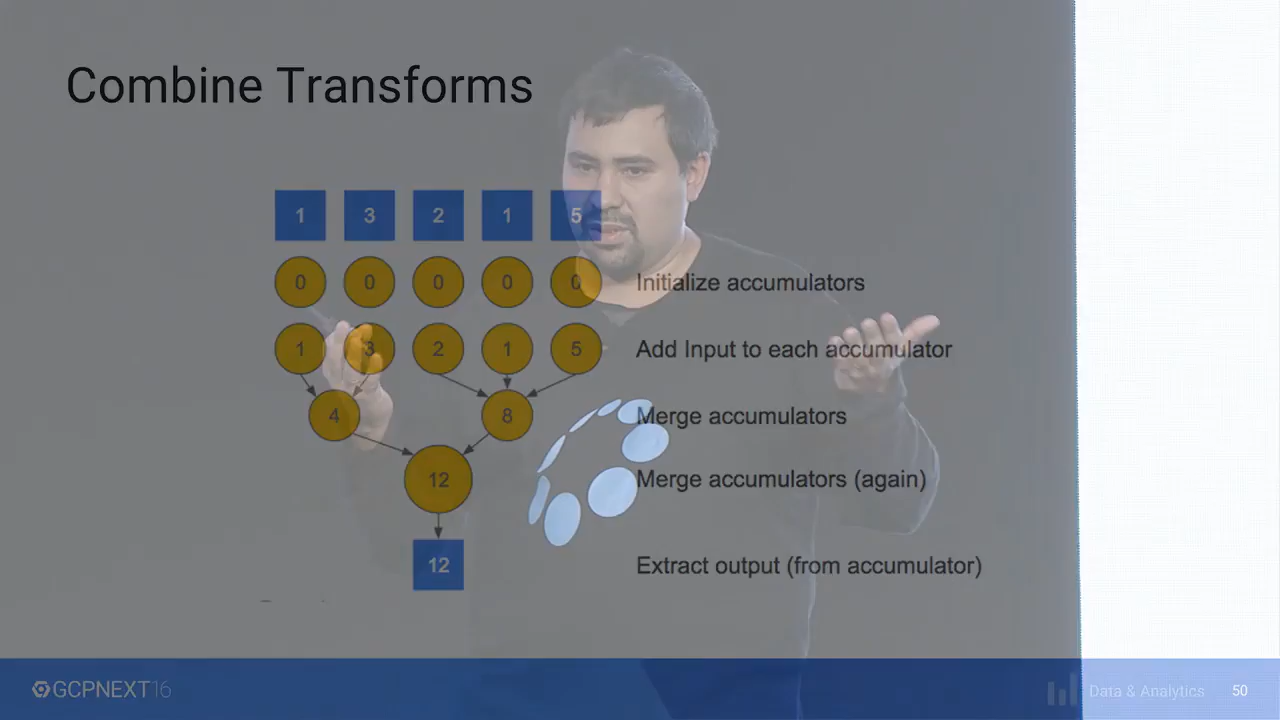 Combine Transforms
1 3 2 1 5
0 0 0 0 0 Initialize accumulators
1 3 2 1 5 Add Input to each accumulator
4 8 Merge accumulators
12 Merge accumulators (again)
12 Extract output (from accumulator)
GCPNEXT16
Data & Analytics 50